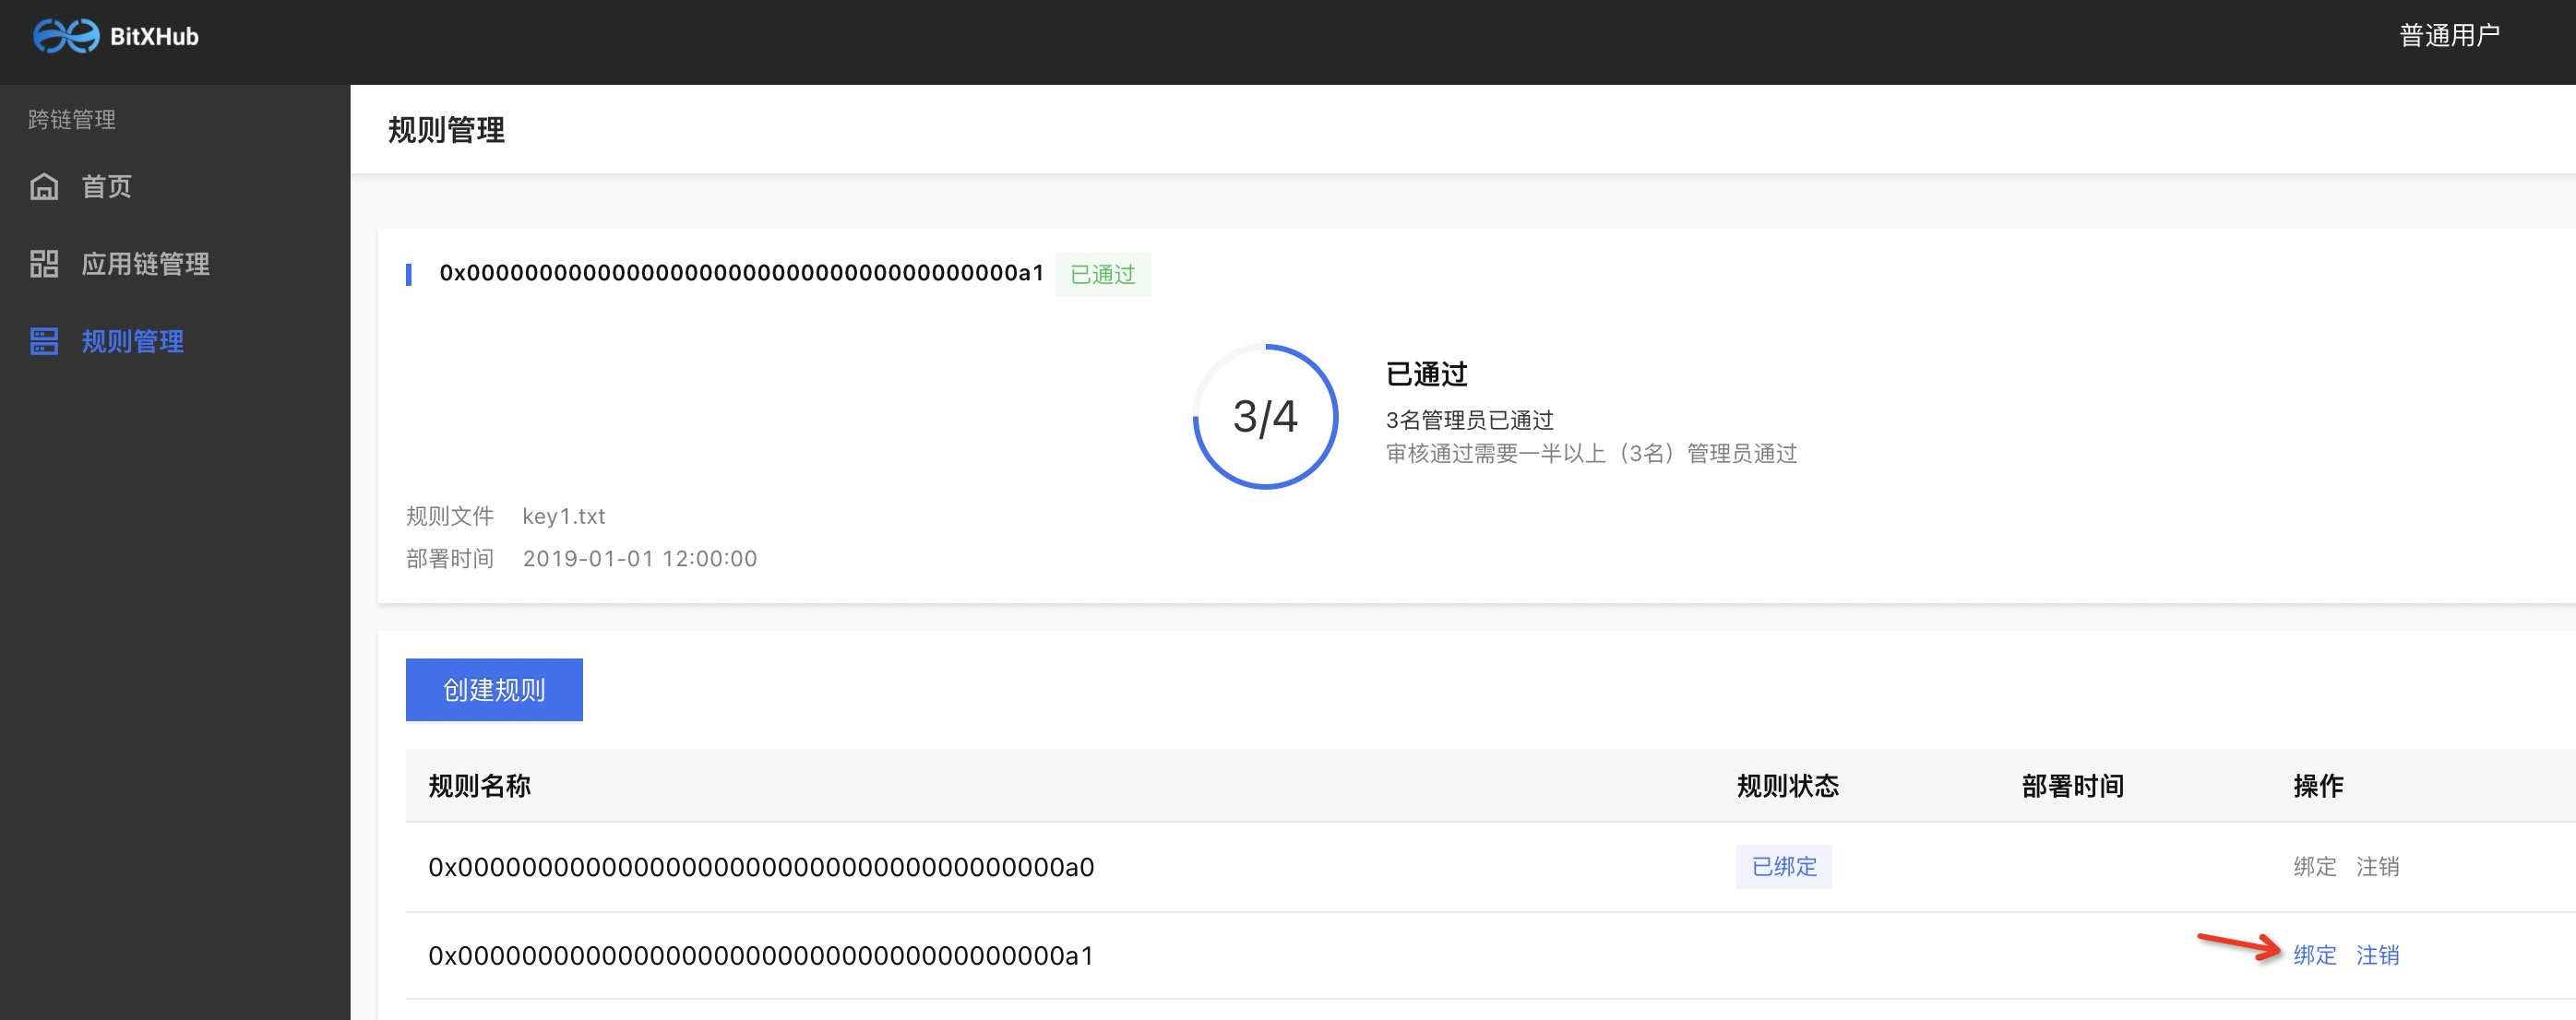 BitXHub
普通用户
跨链管理
首页
应用链管理
规则管理
规则管理
0x00000000000000000000000000000000000000a1 已通过
3/4
已通过
3名管理员已通过
审核通过需要一半以上（3名）管理员通过
规则文件 key1.txt
部署时间 2019-01-01 12:00:00
创建规则
规则名称 规则状态 部署时间 操作
0x00000000000000000000000000000000000000a0 已绑定 绑定 注销
0x00000000000000000000000000000000000000a1 绑定 注销